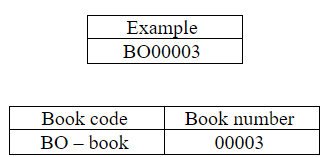 Example
BO00003
Book code Book number
BO – book 00003